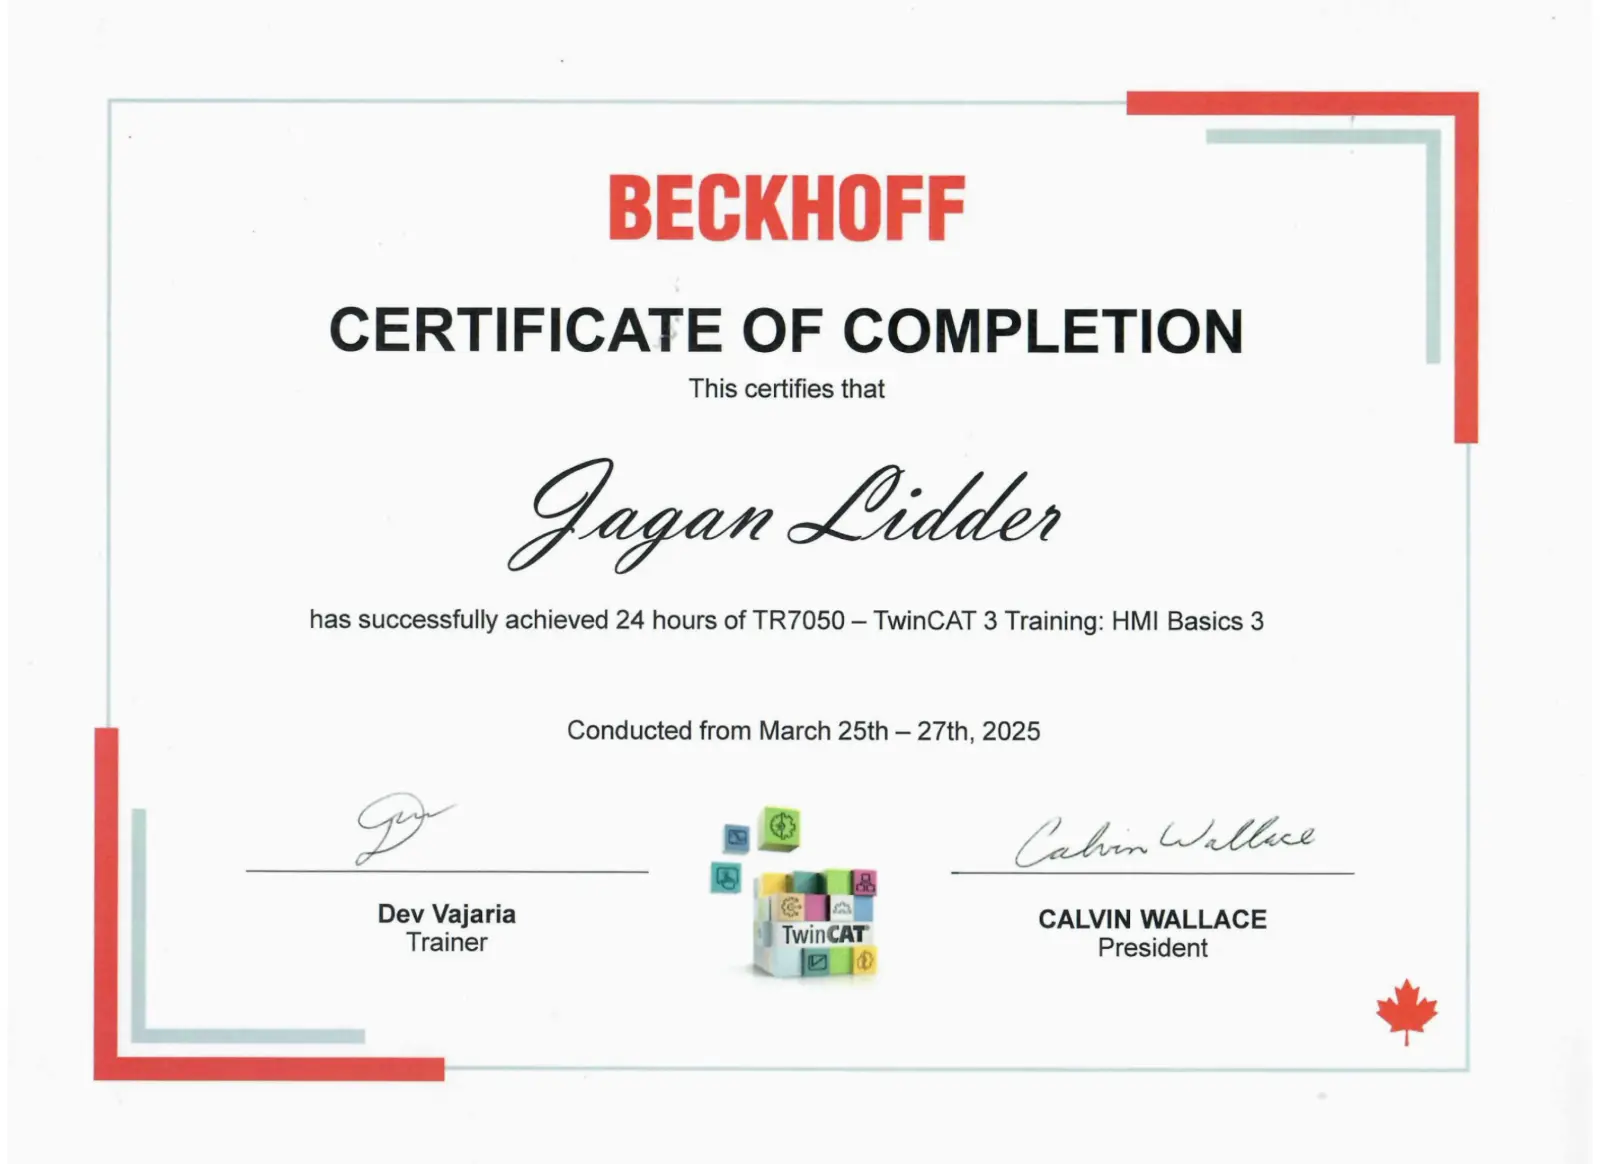 BECKHOFF
CERTIFICATE OF COMPLETION
This certifies that
Jagan Lidder
has successfully achieved 24 hours of TR7050 – TwinCAT 3 Training: HMI Basics 3
Conducted from March 25th – 27th, 2025
Dev Vajaria
Trainer
TwinCAT®
Calvin Wallace
CALVIN WALLACE
President